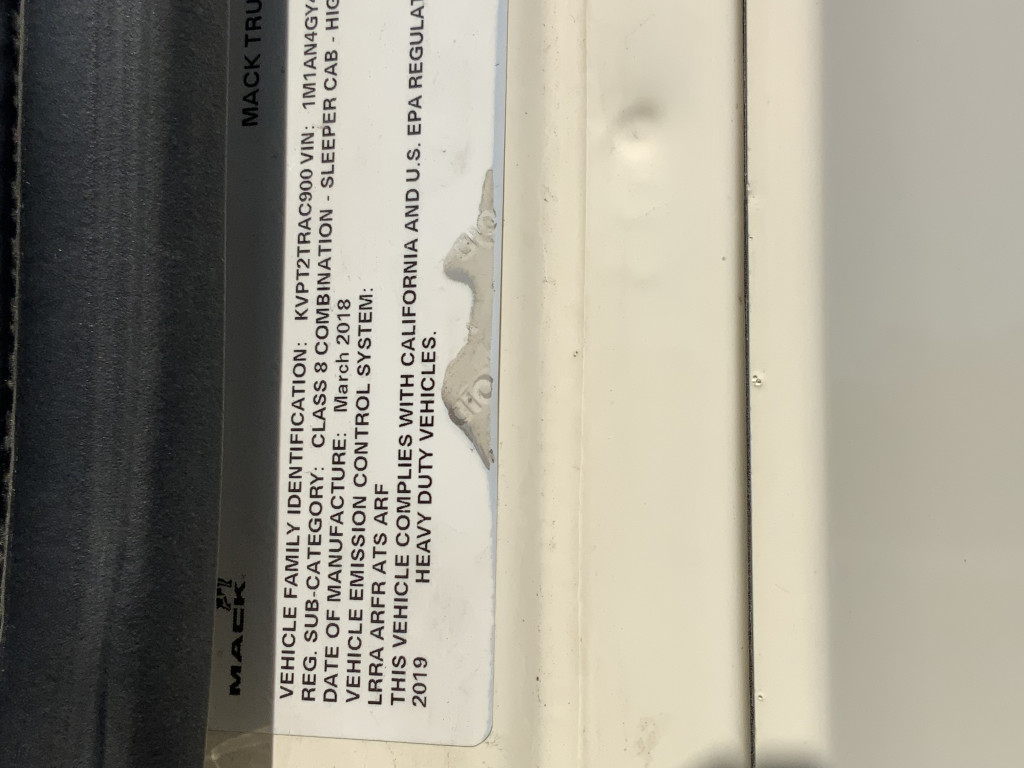 MACK MACK TRU
VEHICLE FAMILY IDENTIFICATION: KVPT2TRAC900 VIN: 1M1AN4GY
REG. SUB-CATEGORY: CLASS 8 COMBINATION - SLEEPER CAB - HIG
DATE OF MANUFACTURE: March 2018
VEHICLE EMISSION CONTROL SYSTEM:
LRRA ARFR ATS ARF
THIS VEHICLE COMPLIES WITH CALIFORNIA AND U.S. EPA REGULAT
2019 HEAVY DUTY VEHICLES.